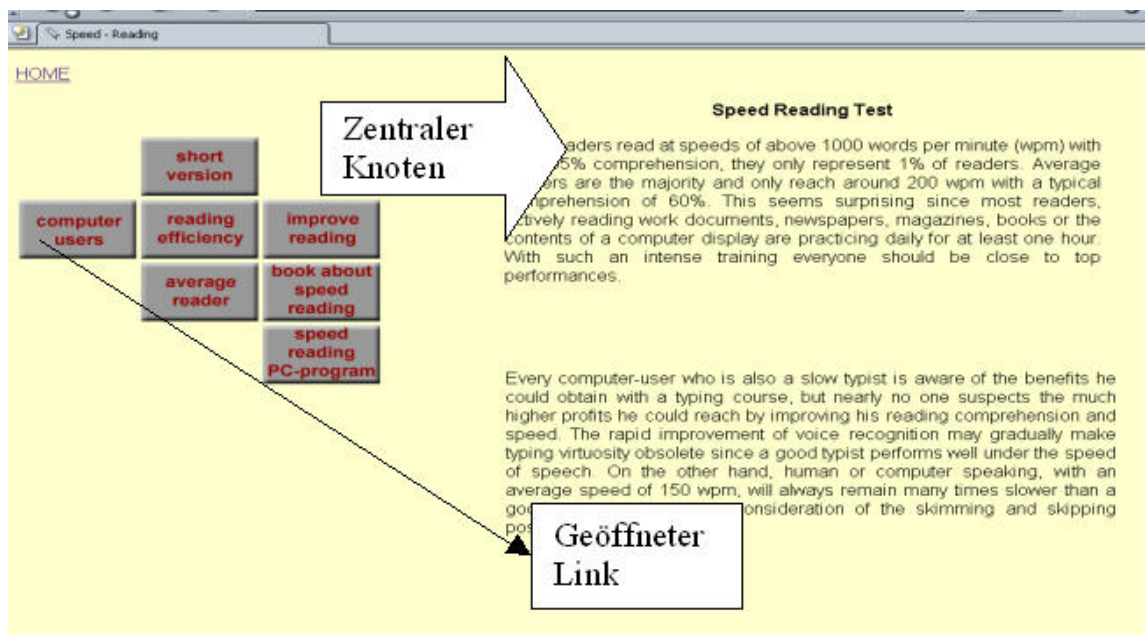 Speed - Reading
HOME
short
version
computer
users
reading
efficiency
improve
reading
average
reader
book about
speed
reading
speed
reading
PC-program
Zentraler
Knoten
Speed Reading Test
aders read at speeds of above 1000 words per minute (wpm) with
5% comprehension, they only represent 1% of readers. Average
ers are the majority and only reach around 200 wpm with a typical
mprehension of 60%. This seems surprising since most readers,
ctively reading work documents, newspapers, magazines, books or the
contents of a computer display are practicing daily for at least one hour.
With such an intense training everyone should be close to top
performances.
Every computer-user who is also a slow typist is aware of the benefits he
could obtain with a typing course, but nearly no one suspects the much
higher profits he could reach by improving his reading comprehension and
speed. The rapid improvement of voice recognition may gradually make
typing virtuosity obsolete since a good typist performs well under the speed
of speech. On the other hand, human or computer speaking, with an
average speed of 150 wpm, will always remain many times slower than a
goo onsideration of the skimming and skipping
pos
Geöffneter
Link